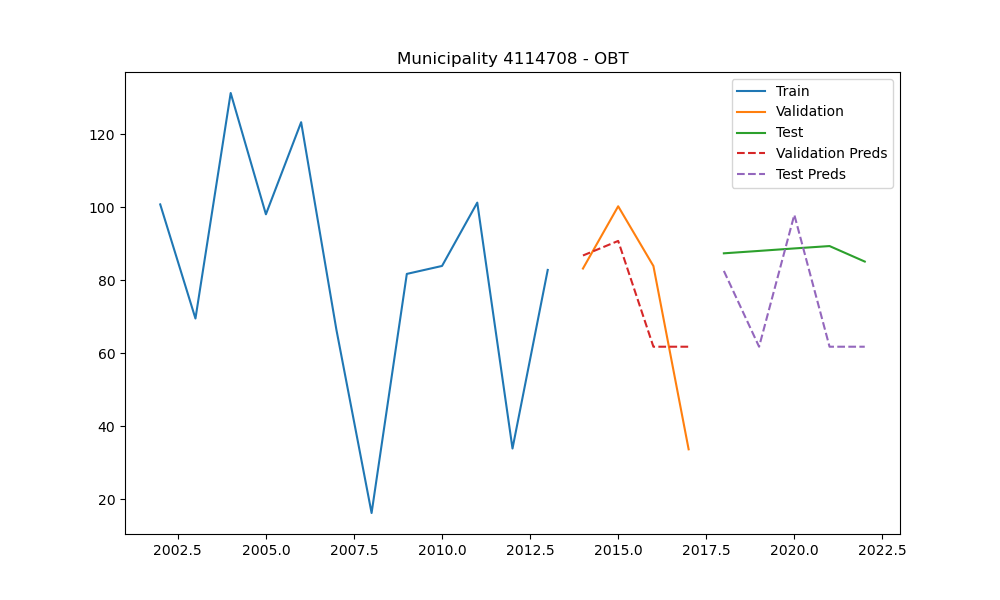 Municipality 4114708 - OBT
Train
Validation
Test
Validation Preds
Test Preds
120
100
80
60
40
20
2002.5 2005.0 2007.5 2010.0 2012.5 2015.0 2017.5 2020.0 2022.5